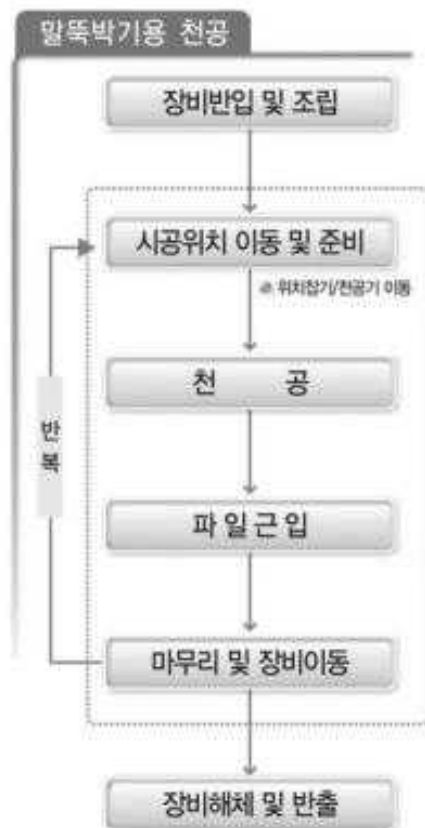 말뚝박기용 천공
장비반입 및 조립
시공위치 이동 및 준비
※ 위치잡기/천공기 이동
천 공
반복
파일근입
마무리 및 장비이동
장비해체 및 반출